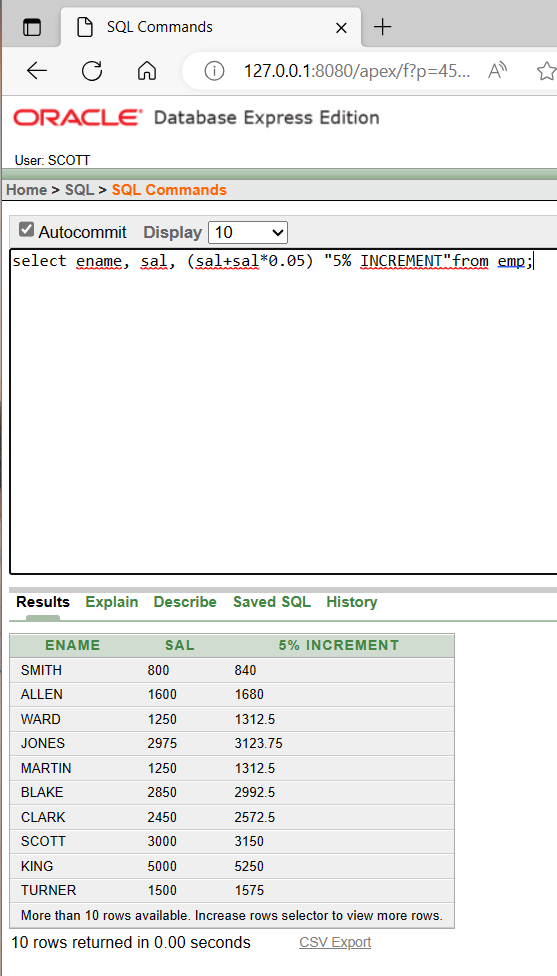 SQL Commands
127.0.0.1:8080/apex/f?p=45...
ORACLE Database Express Edition
User: SCOTT
Home > SQL > SQL Commands
Autocommit Display 10
select ename, sal, (sal+sal*0.05) "5% INCREMENT"from emp;
Results Explain Describe Saved SQL History
ENAME SAL 5% INCREMENT
SMITH 800 840
ALLEN 1600 1680
WARD 1250 1312.5
JONES 2975 3123.75
MARTIN 1250 1312.5
BLAKE 2850 2992.5
CLARK 2450 2572.5
SCOTT 3000 3150
KING 5000 5250
TURNER 1500 1575
More than 10 rows available. Increase rows selector to view more rows.
10 rows returned in 0.00 seconds CSV Export